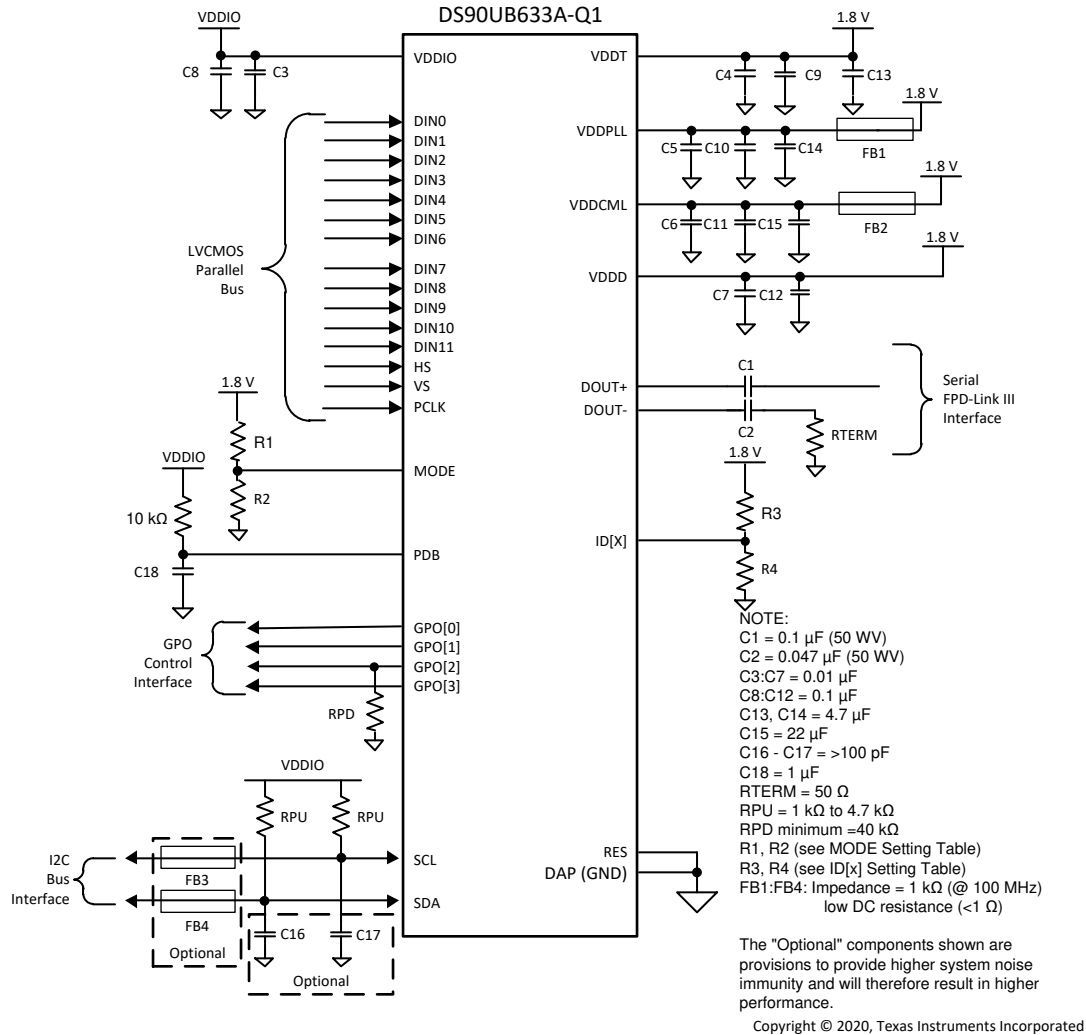 DS90UB633A-Q1
VDDIO
C8
C3
VDDIO
DIN0
DIN1
DIN2
DIN3
DIN4
DIN5
DIN6
DIN7
DIN8
DIN9
DIN10
DIN11
HS
VS
PCLK
LVCMOS
Parallel
Bus
1.8 V
R1
R2
MODE
VDDIO
10 kΩ
C18
PDB
GPO[0]
GPO[1]
GPO[2]
GPO[3]
GPO
Control
Interface
RPD
VDDIO
RPU
RPU
SCL
SDA
I2C
Bus
Interface
FB3
FB4
Optional
C16
C17
Optional
1.8 V
VDDT
C4
C9
C13
1.8 V
VDDPLL
C5
C10
C14
FB1
1.8 V
VDDCML
C6
C11
C15
FB2
1.8 V
VDDD
C7
C12
DOUT+
DOUT-
C1
C2
RTERM
Serial
FPD-Link III
Interface
1.8 V
R3
ID[X]
R4
RES
DAP (GND)
NOTE:
C1 = 0.1 µF (50 WV)
C2 = 0.047 µF (50 WV)
C3:C7 = 0.01 µF
C8:C12 = 0.1 µF
C13, C14 = 4.7 µF
C15 = 22 µF
C16 - C17 = >100 pF
C18 = 1 µF
RTERM = 50 Ω
RPU = 1 kΩ to 4.7 kΩ
RPD minimum =40 kΩ
R1, R2 (see MODE Setting Table)
R3, R4 (see ID[x] Setting Table)
FB1:FB4: Impedance = 1 kΩ (@ 100 MHz)
low DC resistance (<1 Ω)
The "Optional" components shown are
provisions to provide higher system noise
immunity and will therefore result in higher
performance.
Copyright © 2020, Texas Instruments Incorporated